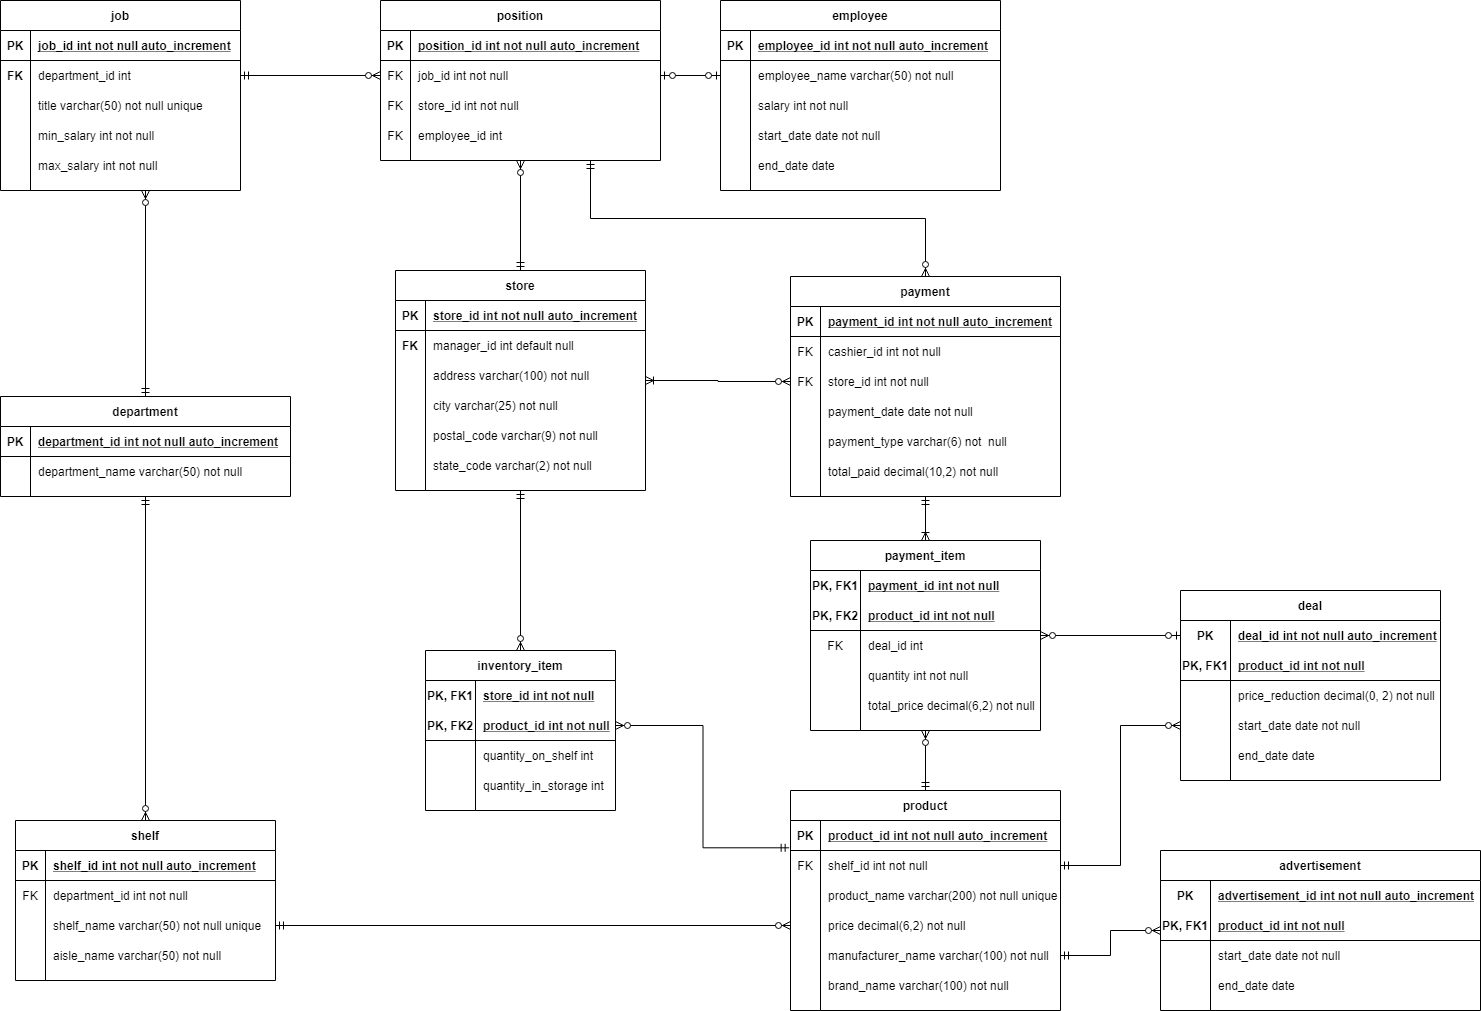 job
PK job_id int not null auto_increment
FK department_id int
title varchar(50) not null unique
min_salary int not null
max_salary int not null
position
PK position_id int not null auto_increment
FK job_id int not null
FK store_id int not null
FK employee_id int
employee
PK employee_id int not null auto_increment
employee_name varchar(50) not null
salary int not null
start_date date not null
end_date date
store
PK store_id int not null auto_increment
FK manager_id int default null
address varchar(100) not null
city varchar(25) not null
postal_code varchar(9) not null
state_code varchar(2) not null
payment
PK payment_id int not null auto_increment
FK cashier_id int not null
FK store_id int not null
payment_date date not null
payment_type varchar(6) not null
total_paid decimal(10,2) not null
department
PK department_id int not null auto_increment
department_name varchar(50) not null
payment_item
PK, FK1 payment_id int not null
PK, FK2 product_id int not null
FK deal_id int
quantity int not null
total_price decimal(6,2) not null
deal
PK deal_id int not null auto_increment
PK, FK1 product_id int not null
price_reduction decimal(0, 2) not null
start_date date not null
end_date date
inventory_item
PK, FK1 store_id int not null
PK, FK2 product_id int not null
quantity_on_shelf int
quantity_in_storage int
shelf
PK shelf_id int not null auto_increment
FK department_id int not null
shelf_name varchar(50) not null unique
aisle_name varchar(50) not null
product
PK product_id int not null auto_increment
FK shelf_id int not null
product_name varchar(200) not null unique
price decimal(6,2) not null
manufacturer_name varchar(100) not null
brand_name varchar(100) not null
advertisement
PK advertisement_id int not null auto_increment
PK, FK1 product_id int not null
start_date date not null
end_date date